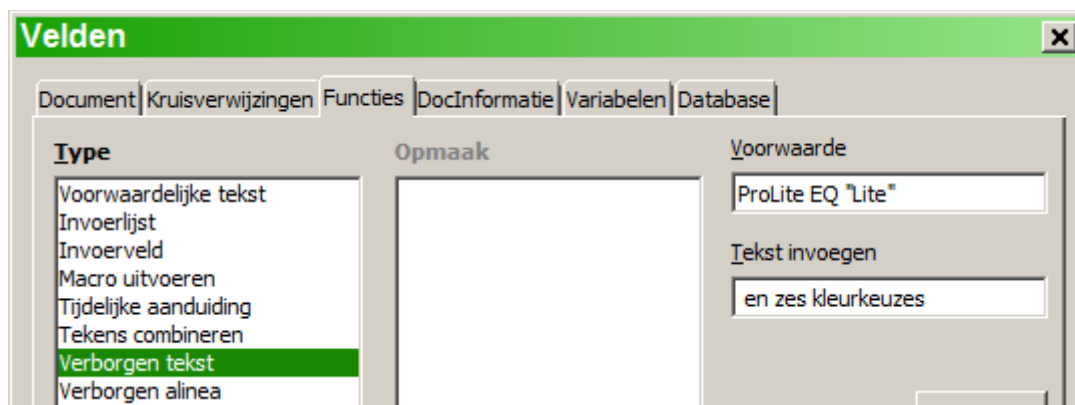 Velden
Document Kruisverwijzingen Functies DocInformatie Variabelen Database
Type
Voorwaardelijke tekst
Invoerlijst
Invoerveld
Macro uitvoeren
Tijdelijke aanduiding
Tekens combineren
Verborgen tekst
Verborgen alinea
Opmaak
Voorwaarde
ProLite EQ "Lite"
Tekst invoegen
en zes kleurkeuzes